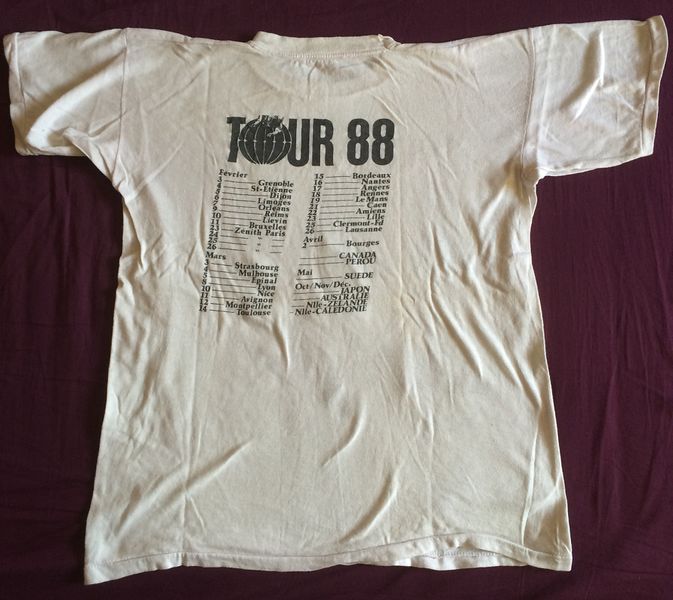 TOUR 88
Février
3 Grenoble
4 St-Etienne
5 Dijon
6 Limoges
9 Orléans
10 Reims
11 Lievin
23 Bruxelles
23 Zenith Paris
24 "
25 "
26 "
Mars
3 Strasbourg
4 Mulhouse
5 Epinal
8 Lyon
10 Nice
11 Avignon
12 Montpellier
14 Toulouse
15 Bordeaux
16 Nantes
17 Angers
18 Rennes
19 Le Mans
21 Caen
22 Amiens
23 Lille
25 Clermont-Fd
26 Lausanne
Avril
2 Bourges
CANADA
PEROU
Mai
SUEDE
Oct/Nov/Déc.
JAPON
AUSTRALIE
Nlle-ZELANDE
Nlle-CALEDONIE